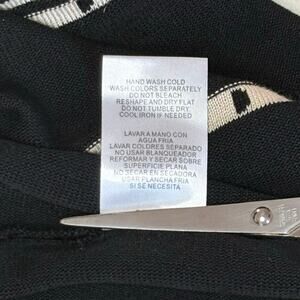 HAND WASH COLD
WASH COLORS SEPARATELY
DO NOT BLEACH
RESHAPE AND DRY FLAT
DO NOT TUMBLE DRY.
COOL IRON IF NEEDED
LAVAR A MANO CON
AGUA FRIA
LAVAR COLORES SEPARADO
NO USAR BLANQUEADOR
REFORMAR Y SECAR SOBRE
SUPERFICIE PLANA
NO SECAR EN SECADORA
USAR PLANCHA FRIA
SI SE NECESITA